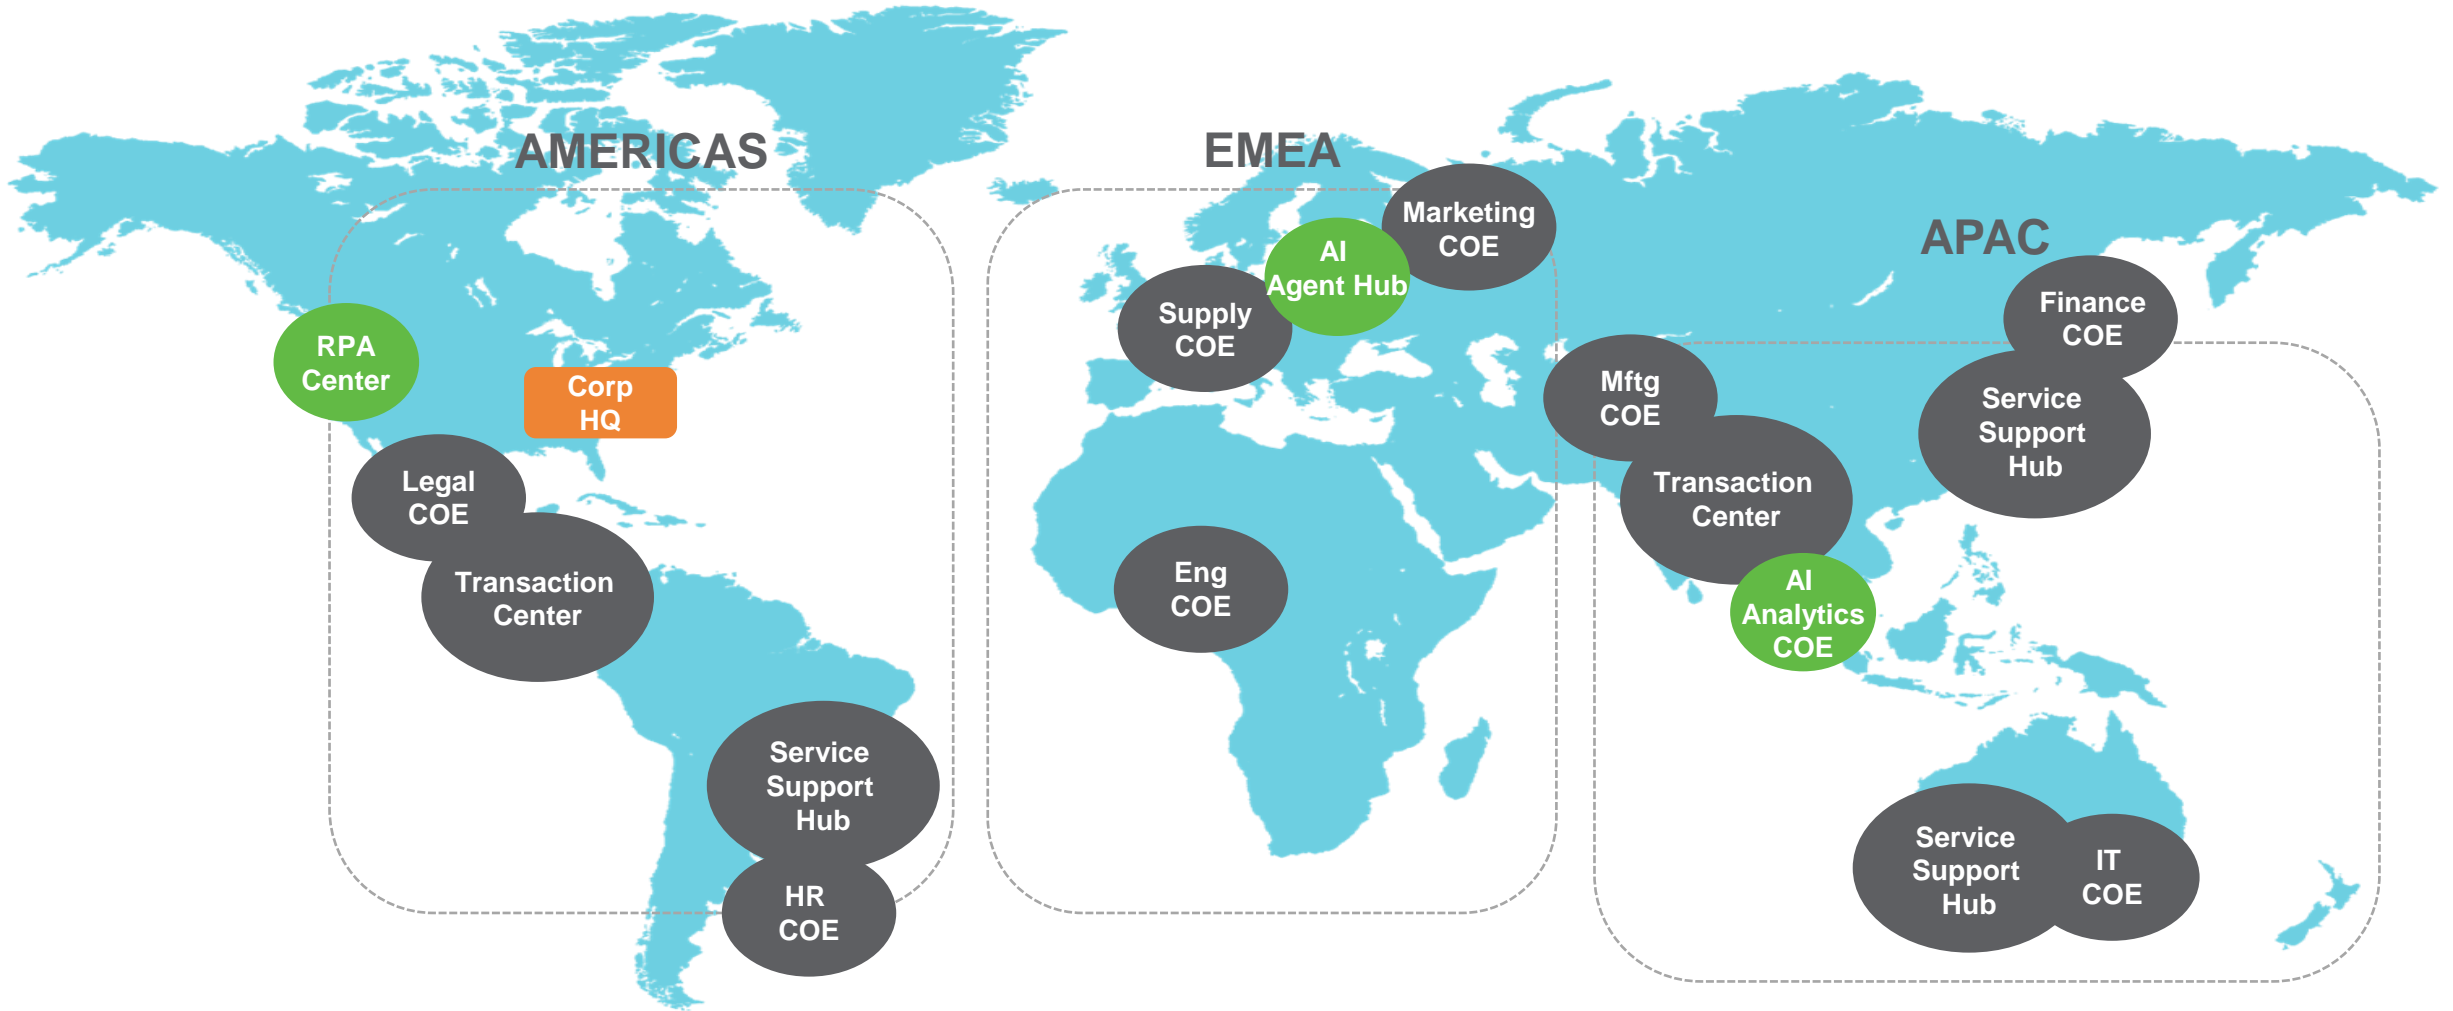 AMERICAS
RPA
Center
Corp
HQ
Legal
COE
Transaction
Center
Service
Support
Hub
HR
COE
EMEA
Marketing
COE
AI
Agent Hub
Supply
COE
Eng
COE
APAC
Finance
COE
Mftg
COE
Service
Support
Hub
Transaction
Center
AI
Analytics
COE
Service
Support
Hub
IT
COE